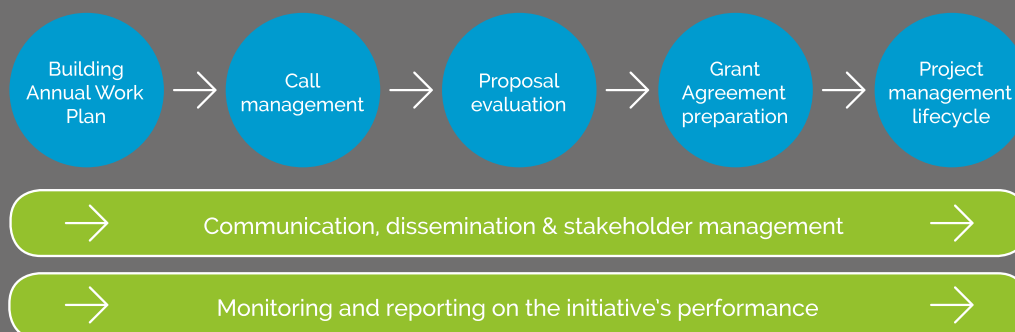 Building
Annual Work
Plan
Call
management
Proposal
evaluation
Grant
Agreement
preparation
Project
management
lifecycle
Communication, dissemination & stakeholder management
Monitoring and reporting on the initiative's performance